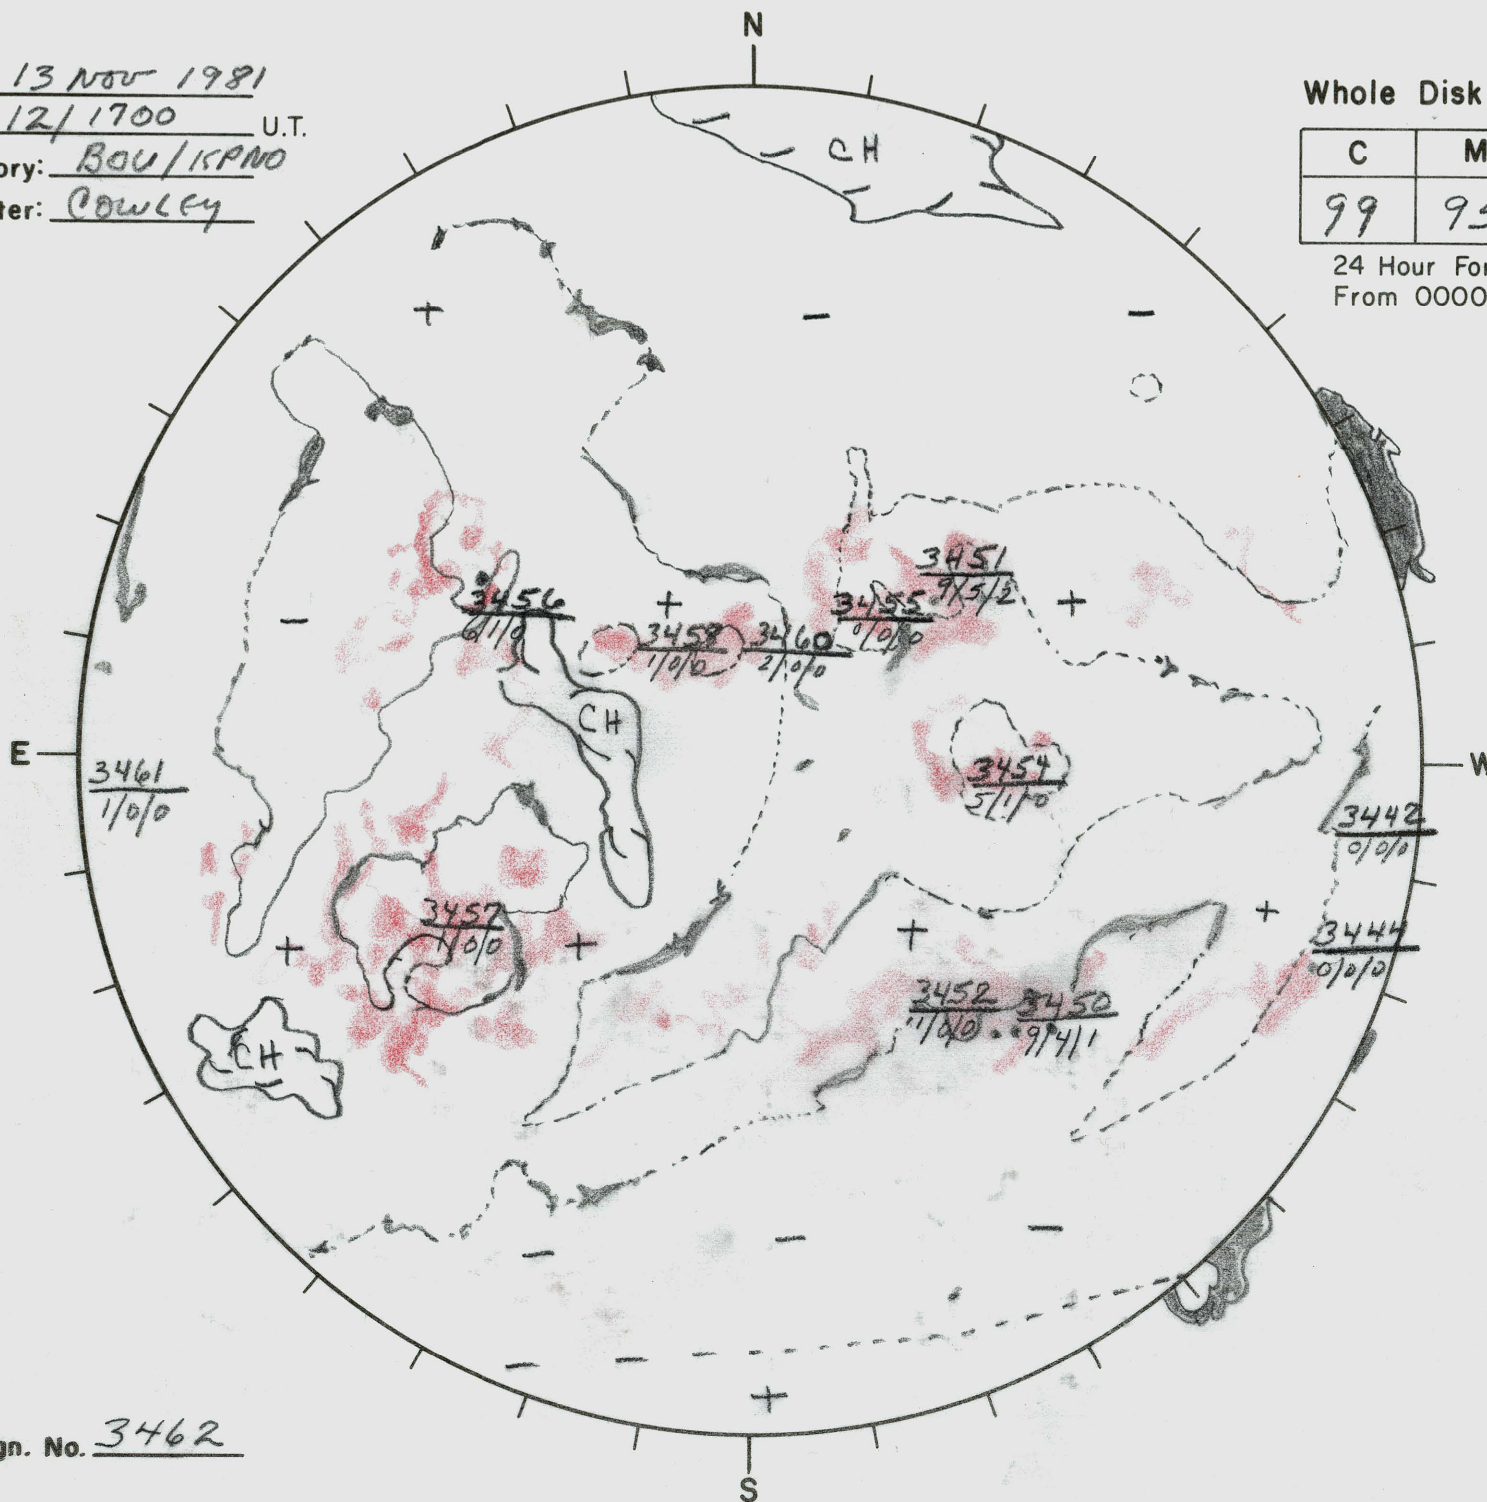 N
13 Nov 1981
12/1700 U.T.
ory: BOU/KPNO
ter: COWLEY
Whole Disk
C M
99 95
24 Hour For
From 0000
CH
+ - -
3451
9/5/2
3456
6/1/0
3455
0/0/0
+
+
-
3458
1/0/0
3460
2/0/0
CH
E
W
3461
1/0/0
3454
5/1/0
3442
0/0/0
3457
1/0/0
+ + + +
3444
0/0/0
3452
1/0/0
3450
9/4/1
CH
- - -
+
gn. No. 3462
S